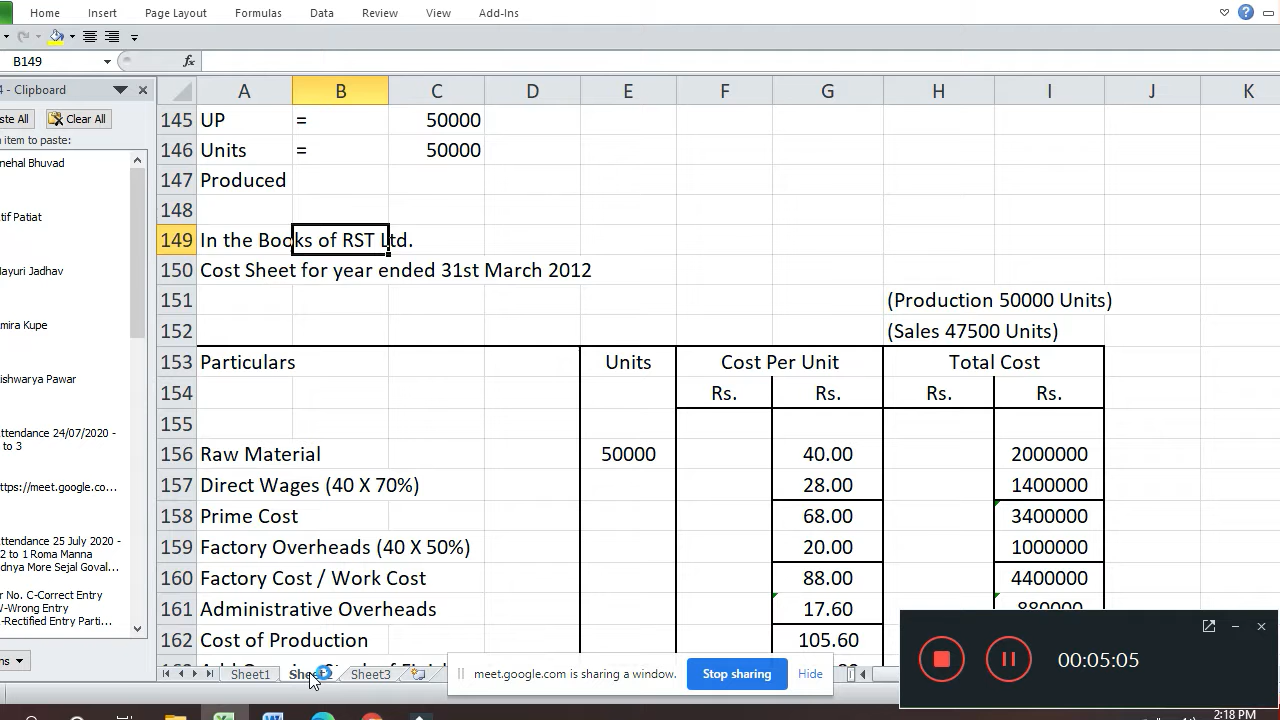 Home Insert Page Layout Formulas Data Review View Add-Ins
B149 fx
4 - Clipboard
ste All Clear All
item to paste:
nehal Bhuvad
tif Patiat
ayuri Jadhav
mira Kupe
ishwarya Pawar
ttendance 24/07/2020 -
to 3
ttps://meet.google.co...
ttendance 25 July 2020 -
2 to 1 Roma Manna
dnya More Sejal Goval...
r No. C-Correct Entry
-Wrong Entry
-Rectified Entry Parti...
ns
A B C D E F G H I J K
145 UP = 50000
146 Units = 50000
147 Produced
148
149 In the Books of RST Ltd.
150 Cost Sheet for year ended 31st March 2012
151 (Production 50000 Units)
152 (Sales 47500 Units)
153 Particulars Units Cost Per Unit Total Cost
154 Rs. Rs. Rs. Rs.
155
156 Raw Material 50000 40.00 2000000
157 Direct Wages (40 X 70%) 28.00 1400000
158 Prime Cost 68.00 3400000
159 Factory Overheads (40 X 50%) 20.00 1000000
160 Factory Cost / Work Cost 88.00 4400000
161 Administrative Overheads 17.60 880000
162 Cost of Production 105.60
Sheet1 Shee Sheet3
meet.google.com is sharing a window. Stop sharing Hide
00:05:05
2:18 PM